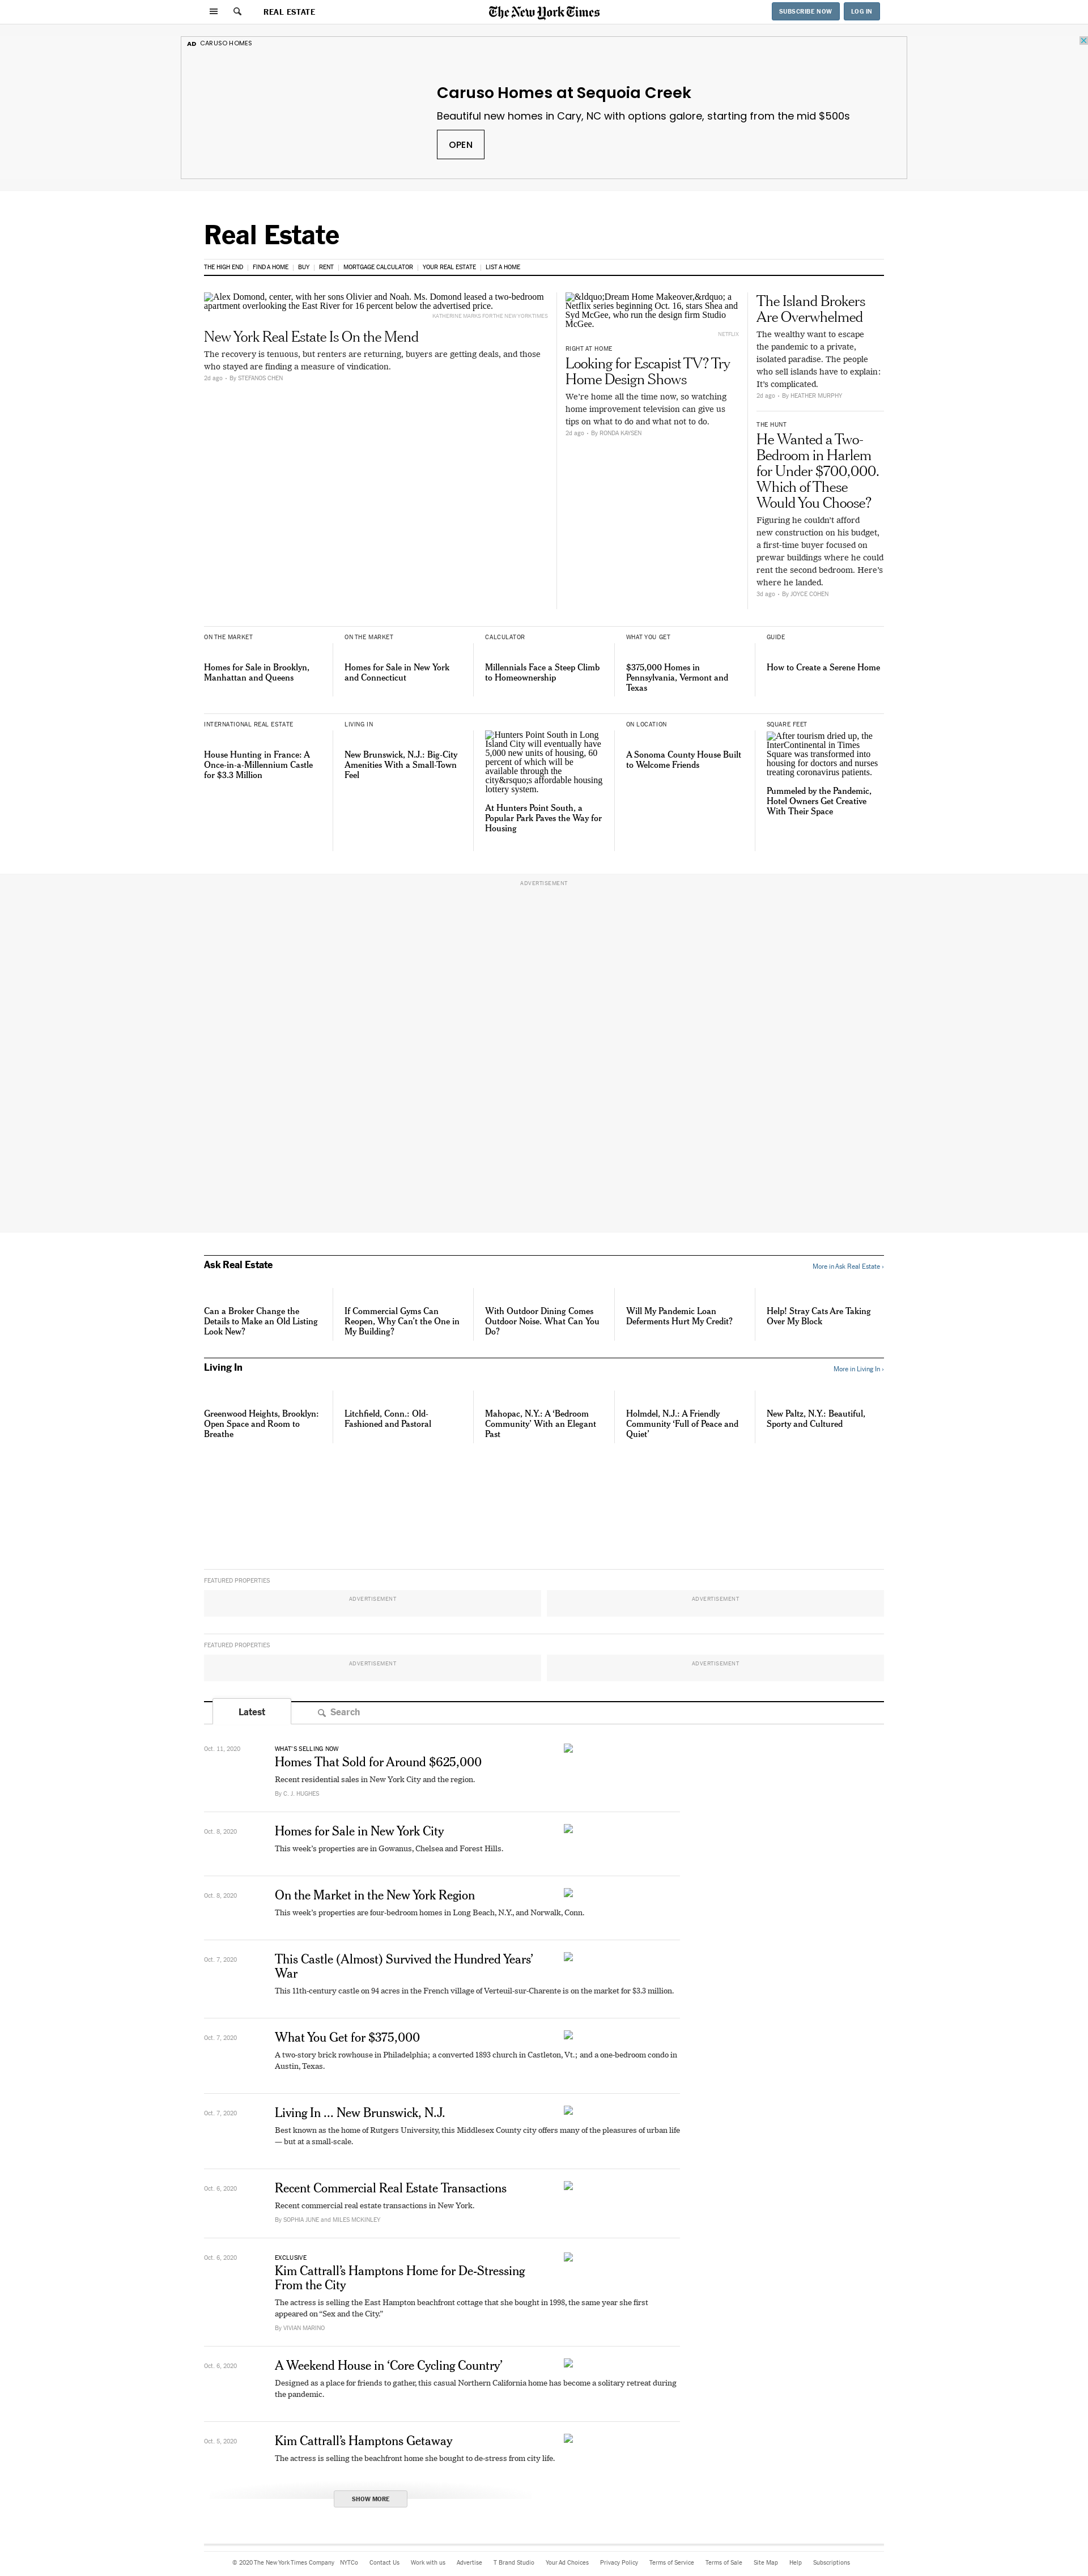 REAL ESTATE
The New York Times
SUBSCRIBE NOW
LOG IN
AD CARUSO HOMES
Caruso Homes at Sequoia Creek
Beautiful new homes in Cary, NC with options galore, starting from the mid $500s
OPEN
Real Estate
THE HIGH END | FIND A HOME | BUY | RENT | MORTGAGE CALCULATOR | YOUR REAL ESTATE | LIST A HOME
Alex Domond, center, with her sons Olivier and Noah. Ms. Domond leased a two-bedroom
apartment overlooking the East River for 16 percent below the advertised price.
KATHERINE MARKS FOR THE NEW YORK TIMES
New York Real Estate Is On the Mend
The recovery is tenuous, but renters are returning, buyers are getting deals, and those
who stayed are finding a measure of vindication.
2d ago · By STEFANOS CHEN
&ldquo;Dream Home Makeover,&rdquo; a
Netflix series beginning Oct. 16, stars Shea and
Syd McGee, who run the design firm Studio
McGee.
NETFLIX
RIGHT AT HOME
Looking for Escapist TV? Try
Home Design Shows
We’re home all the time now, so watching
home improvement television can give us
tips on what to do and what not to do.
2d ago · By RONDA KAYSEN
The Island Brokers
Are Overwhelmed
The wealthy want to escape
the pandemic to a private,
isolated paradise. The people
who sell islands have to explain:
It’s complicated.
2d ago · By HEATHER MURPHY
THE HUNT
He Wanted a Two-
Bedroom in Harlem
for Under $700,000.
Which of These
Would You Choose?
Figuring he couldn’t afford
new construction on his budget,
a first-time buyer focused on
prewar buildings where he could
rent the second bedroom. Here’s
where he landed.
3d ago · By JOYCE COHEN
ON THE MARKET
Homes for Sale in Brooklyn,
Manhattan and Queens
ON THE MARKET
Homes for Sale in New York
and Connecticut
CALCULATOR
Millennials Face a Steep Climb
to Homeownership
WHAT YOU GET
$375,000 Homes in
Pennsylvania, Vermont and
Texas
GUIDE
How to Create a Serene Home
INTERNATIONAL REAL ESTATE
House Hunting in France: A
Once-in-a-Millennium Castle
for $3.3 Million
LIVING IN
New Brunswick, N.J.: Big-City
Amenities With a Small-Town
Feel
Hunters Point South in Long
Island City will eventually have
5,000 new units of housing, 60
percent of which will be
available through the
city&rsquo;s affordable housing
lottery system.
At Hunters Point South, a
Popular Park Paves the Way for
Housing
ON LOCATION
A Sonoma County House Built
to Welcome Friends
SQUARE FEET
After tourism dried up, the
InterContinental in Times
Square was transformed into
housing for doctors and nurses
treating coronavirus patients.
Pummeled by the Pandemic,
Hotel Owners Get Creative
With Their Space
ADVERTISEMENT
Ask Real Estate
More in Ask Real Estate ›
Can a Broker Change the
Details to Make an Old Listing
Look New?
If Commercial Gyms Can
Reopen, Why Can’t the One in
My Building?
With Outdoor Dining Comes
Outdoor Noise. What Can You
Do?
Will My Pandemic Loan
Deferments Hurt My Credit?
Help! Stray Cats Are Taking
Over My Block
Living In
More in Living In ›
Greenwood Heights, Brooklyn:
Open Space and Room to
Breathe
Litchfield, Conn.: Old-
Fashioned and Pastoral
Mahopac, N.Y.: A ‘Bedroom
Community’ With an Elegant
Past
Holmdel, N.J.: A Friendly
Community ‘Full of Peace and
Quiet’
New Paltz, N.Y.: Beautiful,
Sporty and Cultured
FEATURED PROPERTIES
ADVERTISEMENT
ADVERTISEMENT
FEATURED PROPERTIES
ADVERTISEMENT
ADVERTISEMENT
Latest
Search
Oct. 11, 2020
WHAT’S SELLING NOW
Homes That Sold for Around $625,000
Recent residential sales in New York City and the region.
By C. J. HUGHES
Oct. 8, 2020
Homes for Sale in New York City
This week’s properties are in Gowanus, Chelsea and Forest Hills.
Oct. 8, 2020
On the Market in the New York Region
This week’s properties are four-bedroom homes in Long Beach, N.Y., and Norwalk, Conn.
Oct. 7, 2020
This Castle (Almost) Survived the Hundred Years’
War
This 11th-century castle on 94 acres in the French village of Verteuil-sur-Charente is on the market for $3.3 million.
Oct. 7, 2020
What You Get for $375,000
A two-story brick rowhouse in Philadelphia; a converted 1893 church in Castleton, Vt.; and a one-bedroom condo in
Austin, Texas.
Oct. 7, 2020
Living In ... New Brunswick, N.J.
Best known as the home of Rutgers University, this Middlesex County city offers many of the pleasures of urban life
— but at a small-scale.
Oct. 6, 2020
Recent Commercial Real Estate Transactions
Recent commercial real estate transactions in New York.
By SOPHIA JUNE and MILES MCKINLEY
Oct. 6, 2020
EXCLUSIVE
Kim Cattrall’s Hamptons Home for De-Stressing
From the City
The actress is selling the East Hampton beachfront cottage that she bought in 1998, the same year she first
appeared on “Sex and the City.”
By VIVIAN MARINO
Oct. 6, 2020
A Weekend House in ‘Core Cycling Country’
Designed as a place for friends to gather, this casual Northern California home has become a solitary retreat during
the pandemic.
Oct. 5, 2020
Kim Cattrall’s Hamptons Getaway
The actress is selling the beachfront home she bought to de-stress from city life.
SHOW MORE
© 2020 The New York Times Company NYTCo Contact Us Work with us Advertise T Brand Studio Your Ad Choices Privacy Policy Terms of Service Terms of Sale Site Map Help Subscriptions